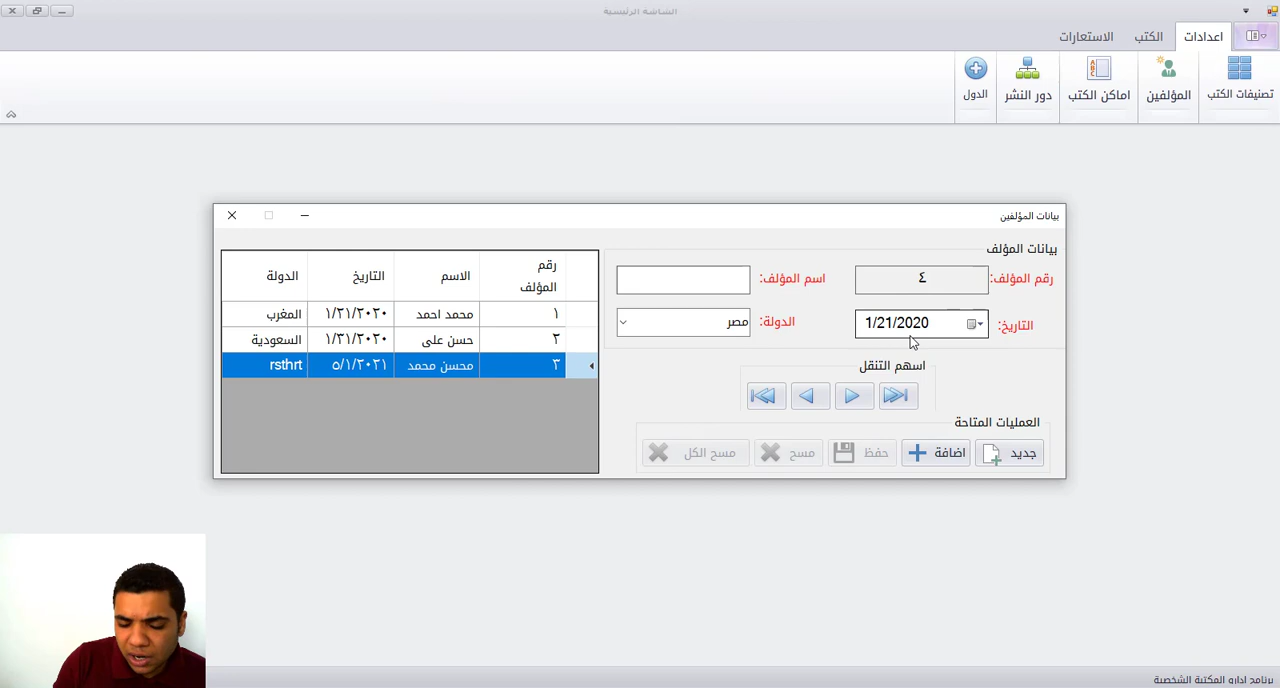 الشاشة الرئيسية
اعدادات
الكتب
الاستعارات
تصنيفات الكتب
المؤلفين
اماكن الكتب
دور النشر
الدول
بيانات المؤلفين
بيانات المؤلف
رقم المؤلف: ٤
اسم المؤلف:
التاريخ: 1/21/2020
الدولة: مصر
اسهم التنقل
العمليات المتاحة
جديد
اضافة
حفظ
مسح
مسح الكل
رقم المؤلف الاسم التاريخ الدولة
١ محمد احمد ١/٢١/٢٠٢٠ المغرب
٢ حسن على ١/٢١/٢٠٢٠ السعودية
٣ محسن محمد ٥/١/٢٠٢١ rsthrt
برنامج ادارو المكتبة الشخصية